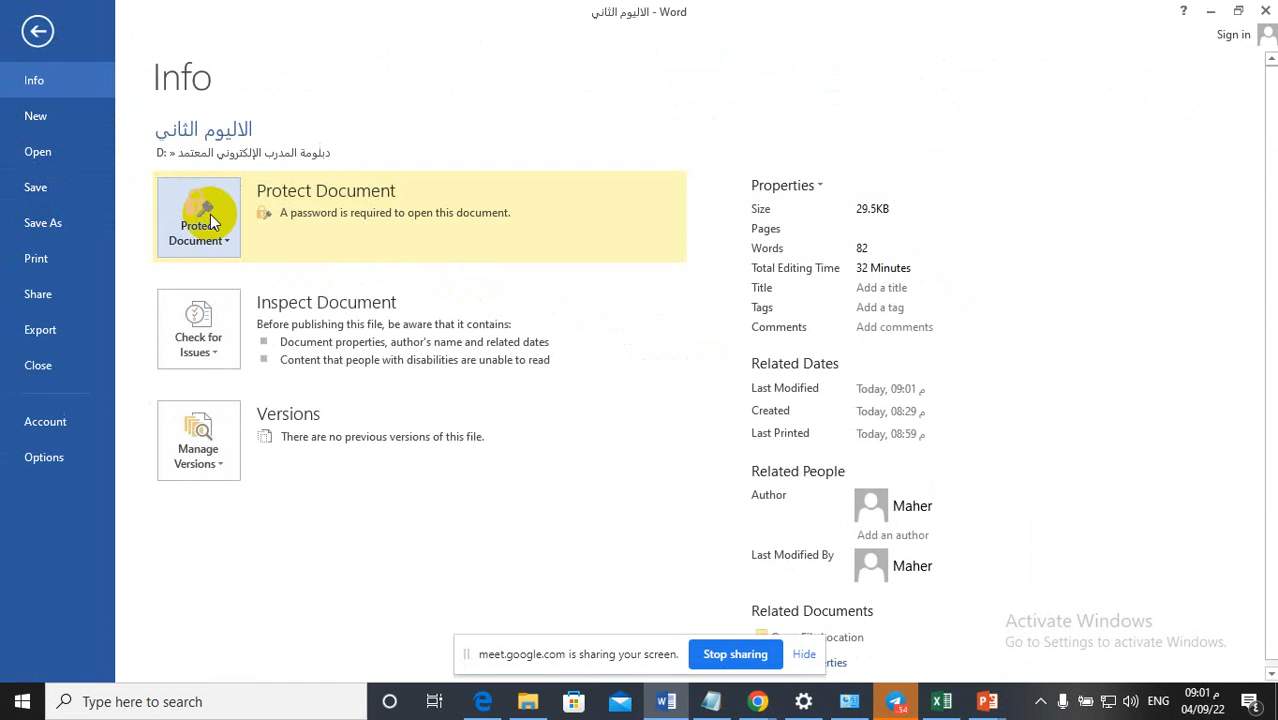 الاليوم الثاني - Word
?
Sign in
Info
New
Open
Save
Save As
Print
Share
Export
Close
Account
Options
Info
الاليوم الثاني
D: » دبلومة المدرب الإلكتروني المعتمد
Protect Document
Protect Document
A password is required to open this document.
Check for Issues
Inspect Document
Before publishing this file, be aware that it contains:
Document properties, author's name and related dates
Content that people with disabilities are unable to read
Manage Versions
Versions
There are no previous versions of this file.
Properties
Size 29.5KB
Pages
Words 82
Total Editing Time 32 Minutes
Title Add a title
Tags Add a tag
Comments Add comments
Related Dates
Last Modified Today, 09:01 م
Created Today, 08:29 م
Last Printed Today, 08:59 م
Related People
Author Maher
Add an author
Last Modified By Maher
Related Documents
Location
Activate Windows
Go to Settings to activate Windows.
meet.google.com is sharing your screen. Stop sharing Hide
Type here to search
54
ENG
09:01 م
04/09/22